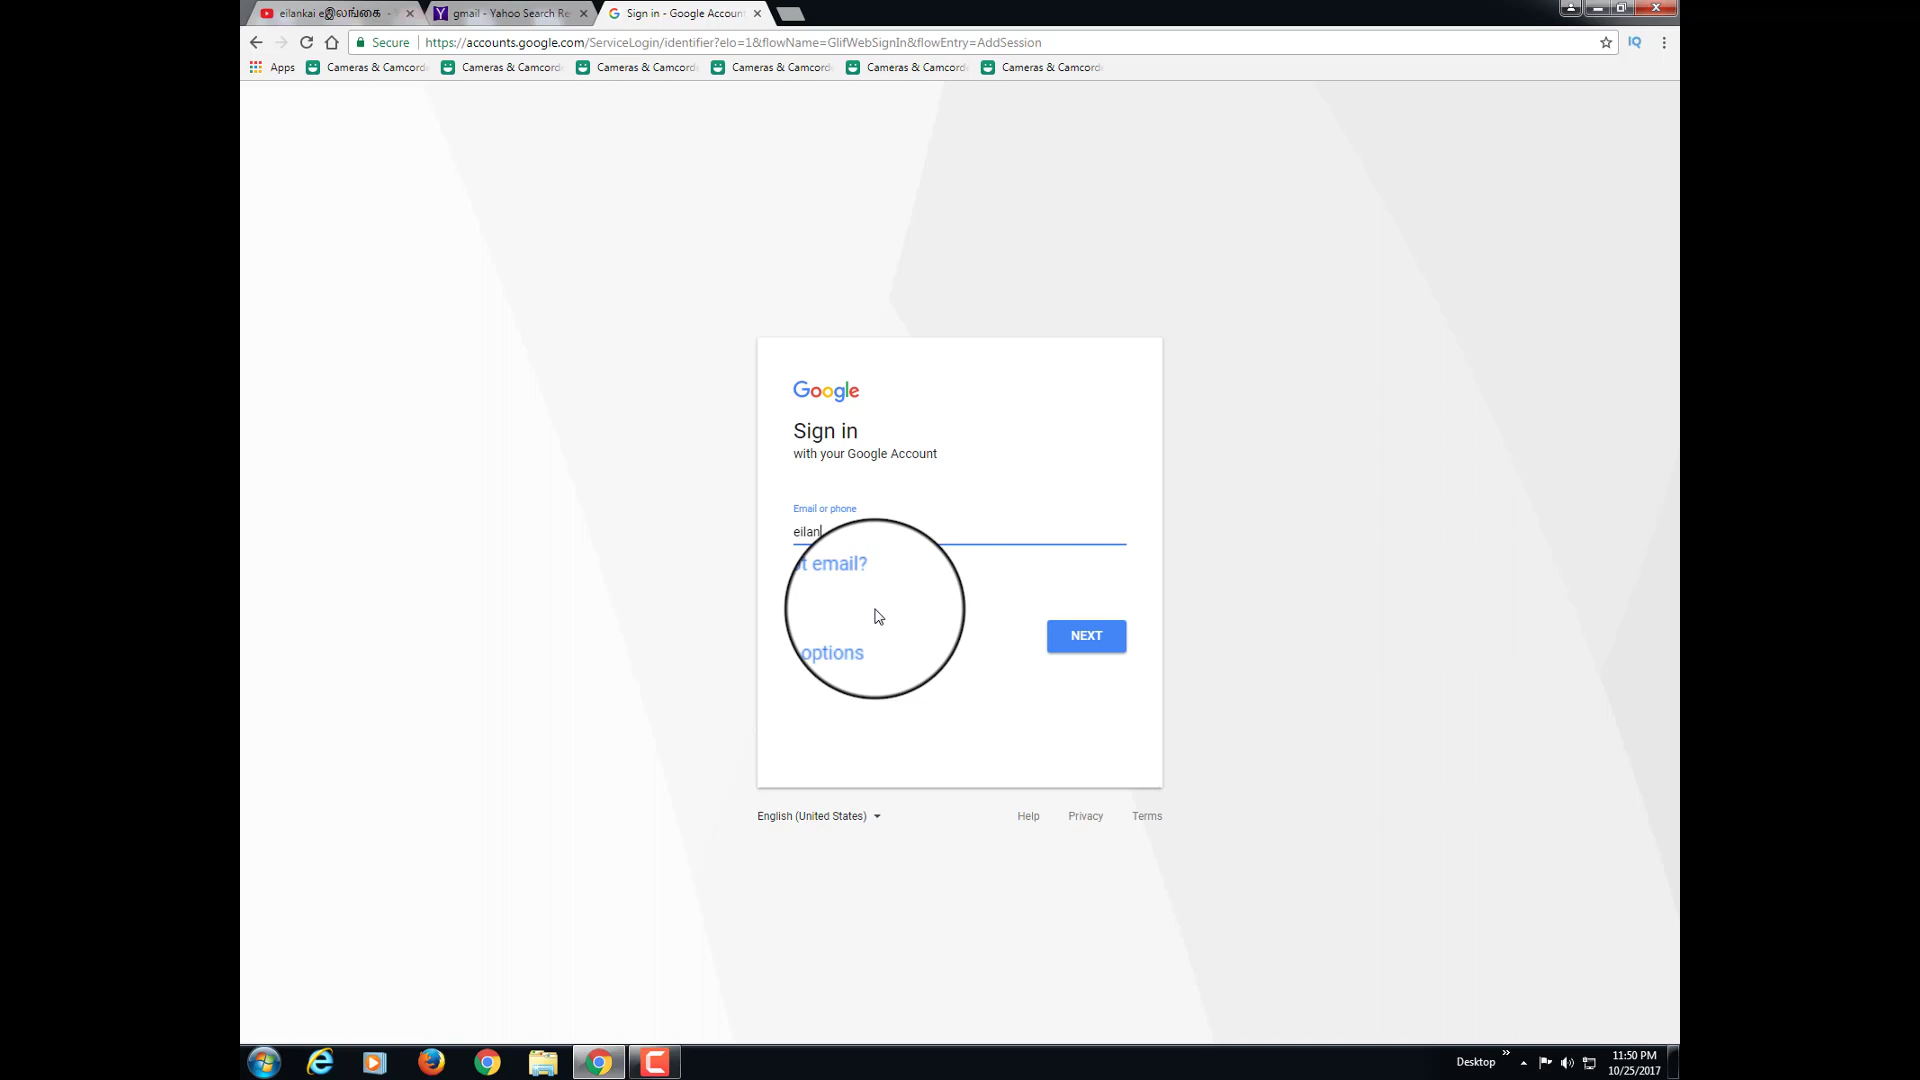 eilankai eஇலங்கை -
gmail - Yahoo Search Re
Sign in - Google Accoun
Secure https://accounts.google.com/ServiceLogin/identifier?elo=1&flowName=GlifWebSignIn&flowEntry=AddSession
Apps Cameras & Camcord Cameras & Camcord Cameras & Camcord Cameras & Camcord Cameras & Camcord Cameras & Camcord
Google
Sign in
with your Google Account
Email or phone
eilan
t email?
options
NEXT
English (United States)
Help Privacy Terms
Desktop
11:50 PM
10/25/2017